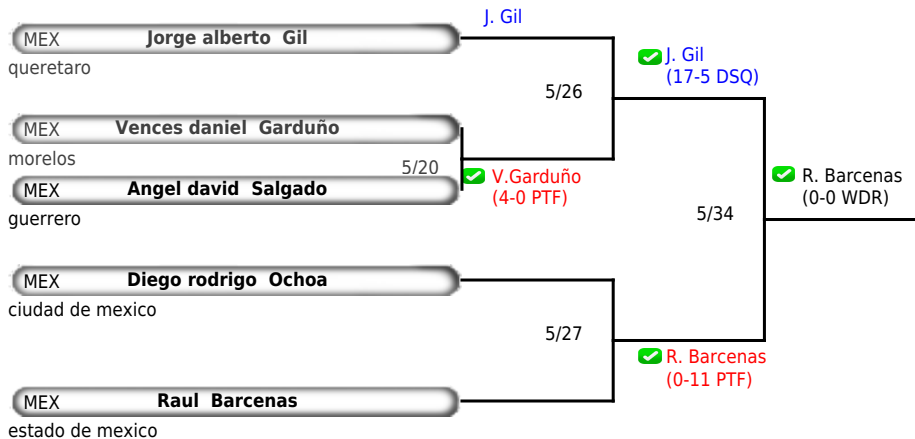 J. Gil
MEX Jorge alberto Gil
queretaro
J. Gil
(17-5 DSQ)
5/26
MEX Vences daniel Garduño
morelos
5/20
V.Garduño
(4-0 PTF)
MEX Angel david Salgado
guerrero
R. Barcenas
(0-0 WDR)
5/34
MEX Diego rodrigo Ochoa
ciudad de mexico
5/27
R. Barcenas
(0-11 PTF)
MEX Raul Barcenas
estado de mexico